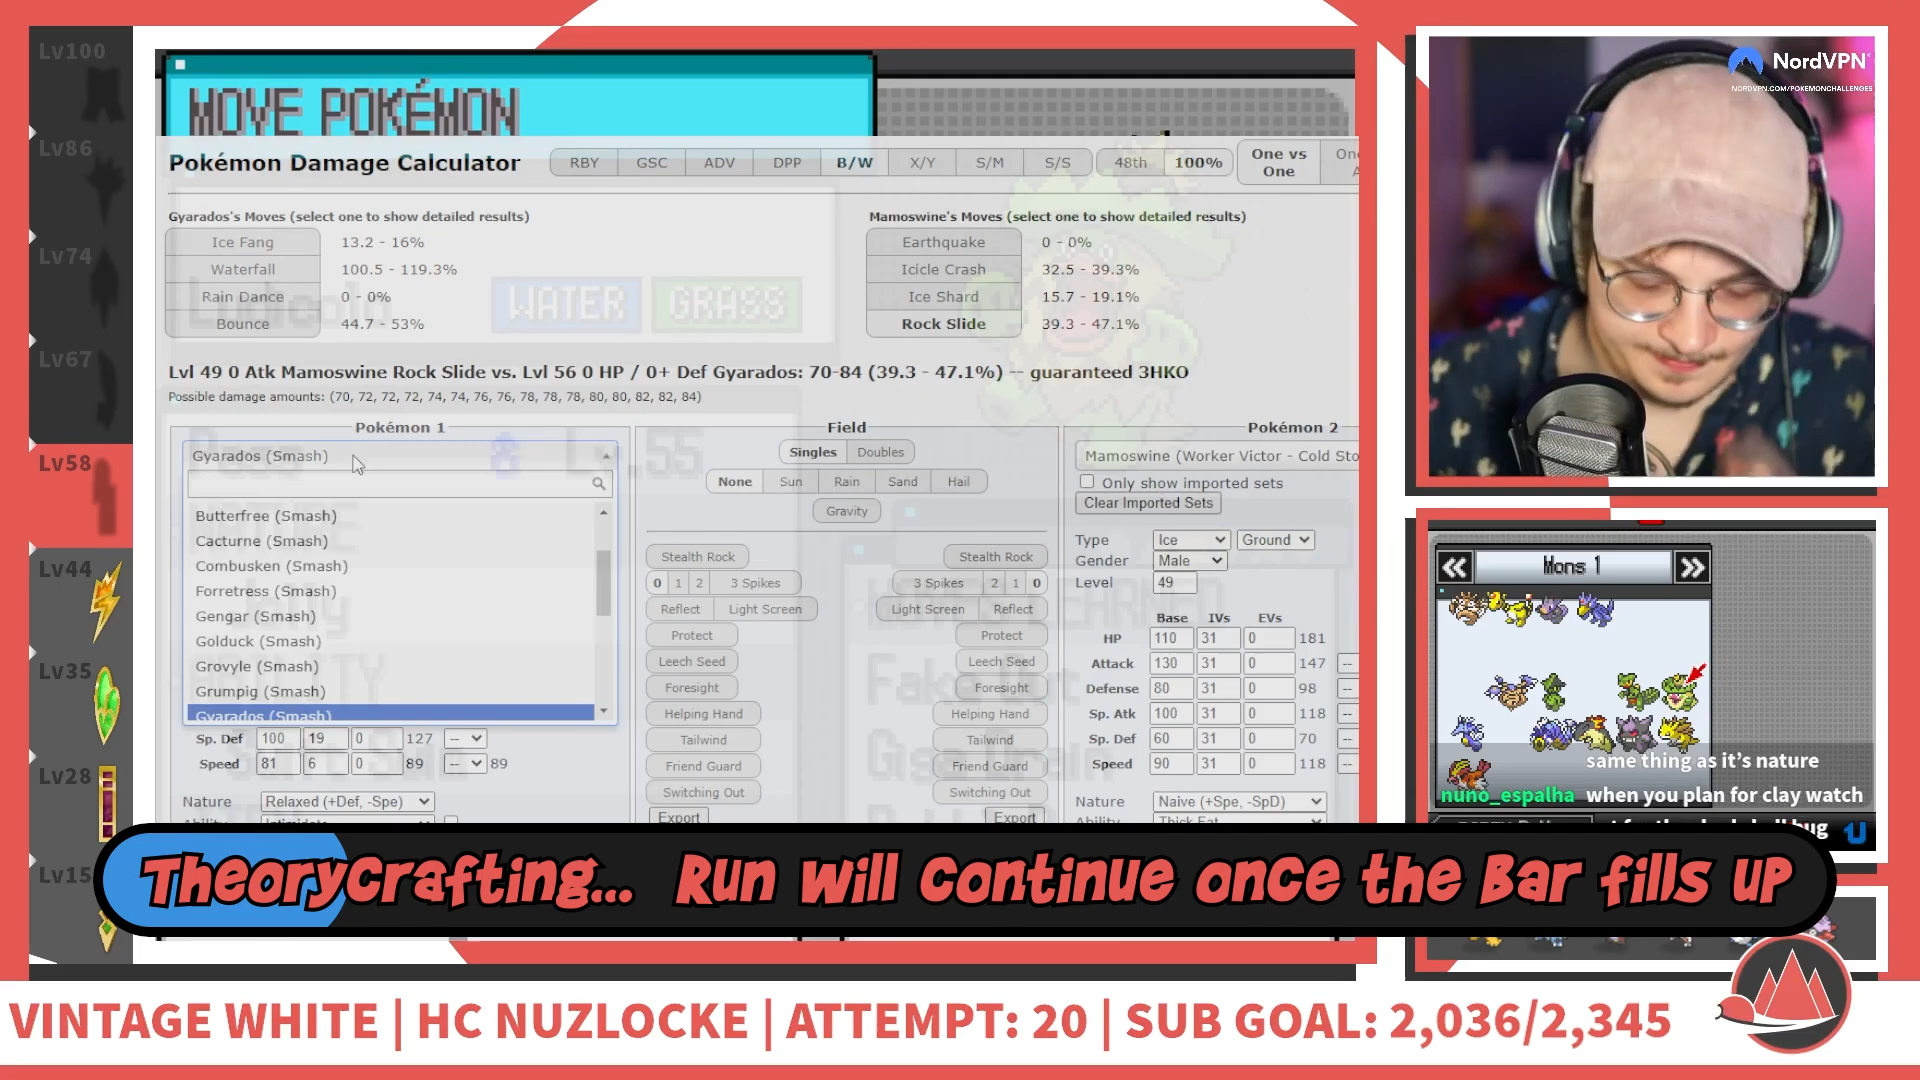 Lv100
Lv86
Lv74
Lv67
Lv58
Lv44
Lv35
Lv28
Lv15
MOVE POKÉMON
Pokémon Damage Calculator
RBY GSC ADV DPP B/W X/Y S/M S/S 48th 100% One vs One
Gyarados's Moves (select one to show detailed results)
Ice Fang 13.2 - 16%
Waterfall 100.5 - 119.3%
Rain Dance 0 - 0%
Bounce 44.7 - 53%
Mamoswine's Moves (select one to show detailed results)
Earthquake 0 - 0%
Icicle Crash 32.5 - 39.3%
Ice Shard 15.7 - 19.1%
Rock Slide 39.3 - 47.1%
WATER GRASS
Lvl 49 0 Atk Mamoswine Rock Slide vs. Lvl 56 0 HP / 0+ Def Gyarados: 70-84 (39.3 - 47.1%) -- guaranteed 3HKO
Possible damage amounts: (70, 72, 72, 72, 74, 74, 76, 76, 78, 78, 78, 80, 80, 82, 82, 84)
Pokémon 1
Lv.55
Gyarados (Smash)
Butterfree (Smash)
Cacturne (Smash)
Combusken (Smash)
Forretress (Smash)
Gengar (Smash)
Golduck (Smash)
Grovyle (Smash)
Grumpig (Smash)
Gyarados (Smash)
Sp. Def 100 19 0 127 --
Speed 81 6 0 89 -- 89
Nature Relaxed (+Def, -Spe)
Field
Singles Doubles
None Sun Rain Sand Hail
Gravity
Stealth Rock Stealth Rock
0 1 2 3 Spikes 3 Spikes 2 1 0
Reflect Light Screen Light Screen Reflect
Protect Protect
Leech Seed Leech Seed
Foresight Foresight
Helping Hand Helping Hand
Tailwind Tailwind
Friend Guard Friend Guard
Switching Out Switching Out
Export Export
Pokémon 2
Mamoswine (Worker Victor - Cold Sto
Only show imported sets
Clear Imported Sets
Type Ice Ground
Gender Male
Level 49
Base IVs EVs
HP 110 31 0 181
Attack 130 31 0 147 --
Defense 80 31 0 98 --
Sp. Atk 100 31 0 118 --
Sp. Def 60 31 0 70 --
Speed 90 31 0 118 --
Nature Naive (+Spe, -SpD)
NordVPN
NORDVPN.COM/POKEMONCHALLENGES
Mons 1
same thing as it's nature
nuno_espalha when you plan for clay watch
bug
Theorycrafting... Run will continue once the Bar fills up
VINTAGE WHITE | HC NUZLOCKE | ATTEMPT: 20 | SUB GOAL: 2,036/2,345